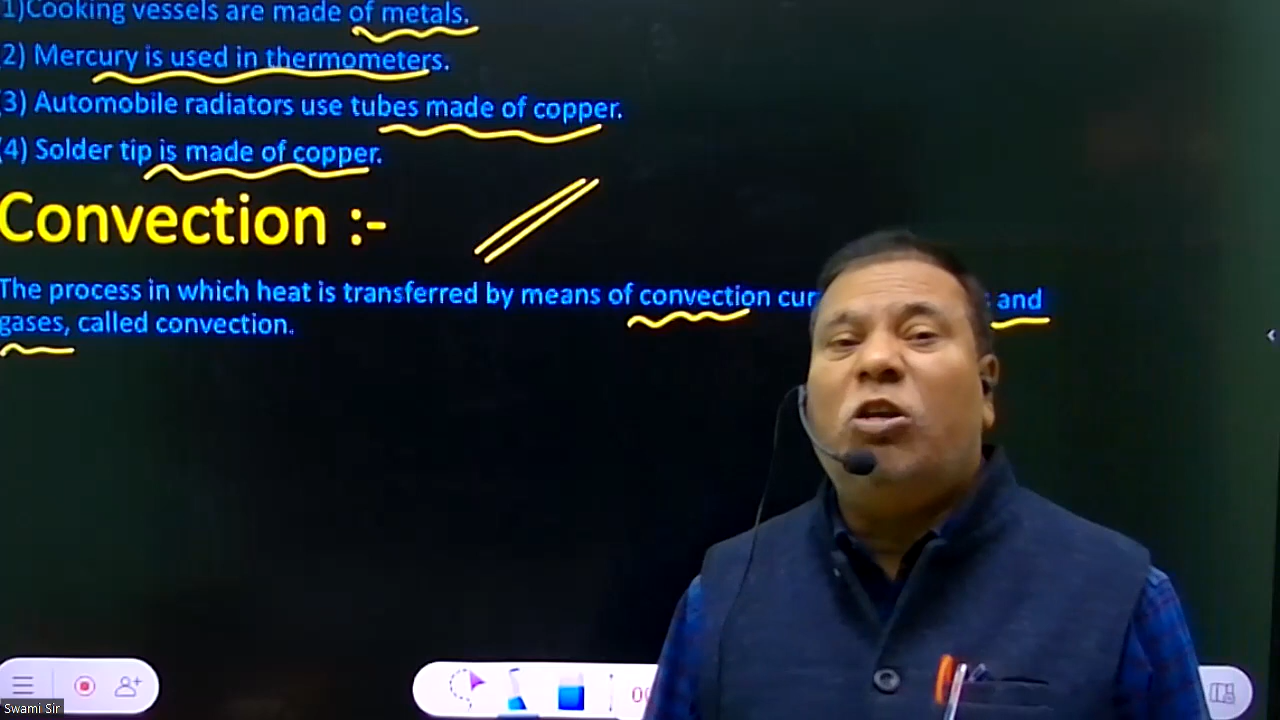 1)Cooking vessels are made of metals.
2) Mercury is used in thermometers.
(3) Automobile radiators use tubes made of copper.
(4) Solder tip is made of copper.
Convection :-
The process in which heat is transferred by means of convection and
gases, called convection.
Swami Sir